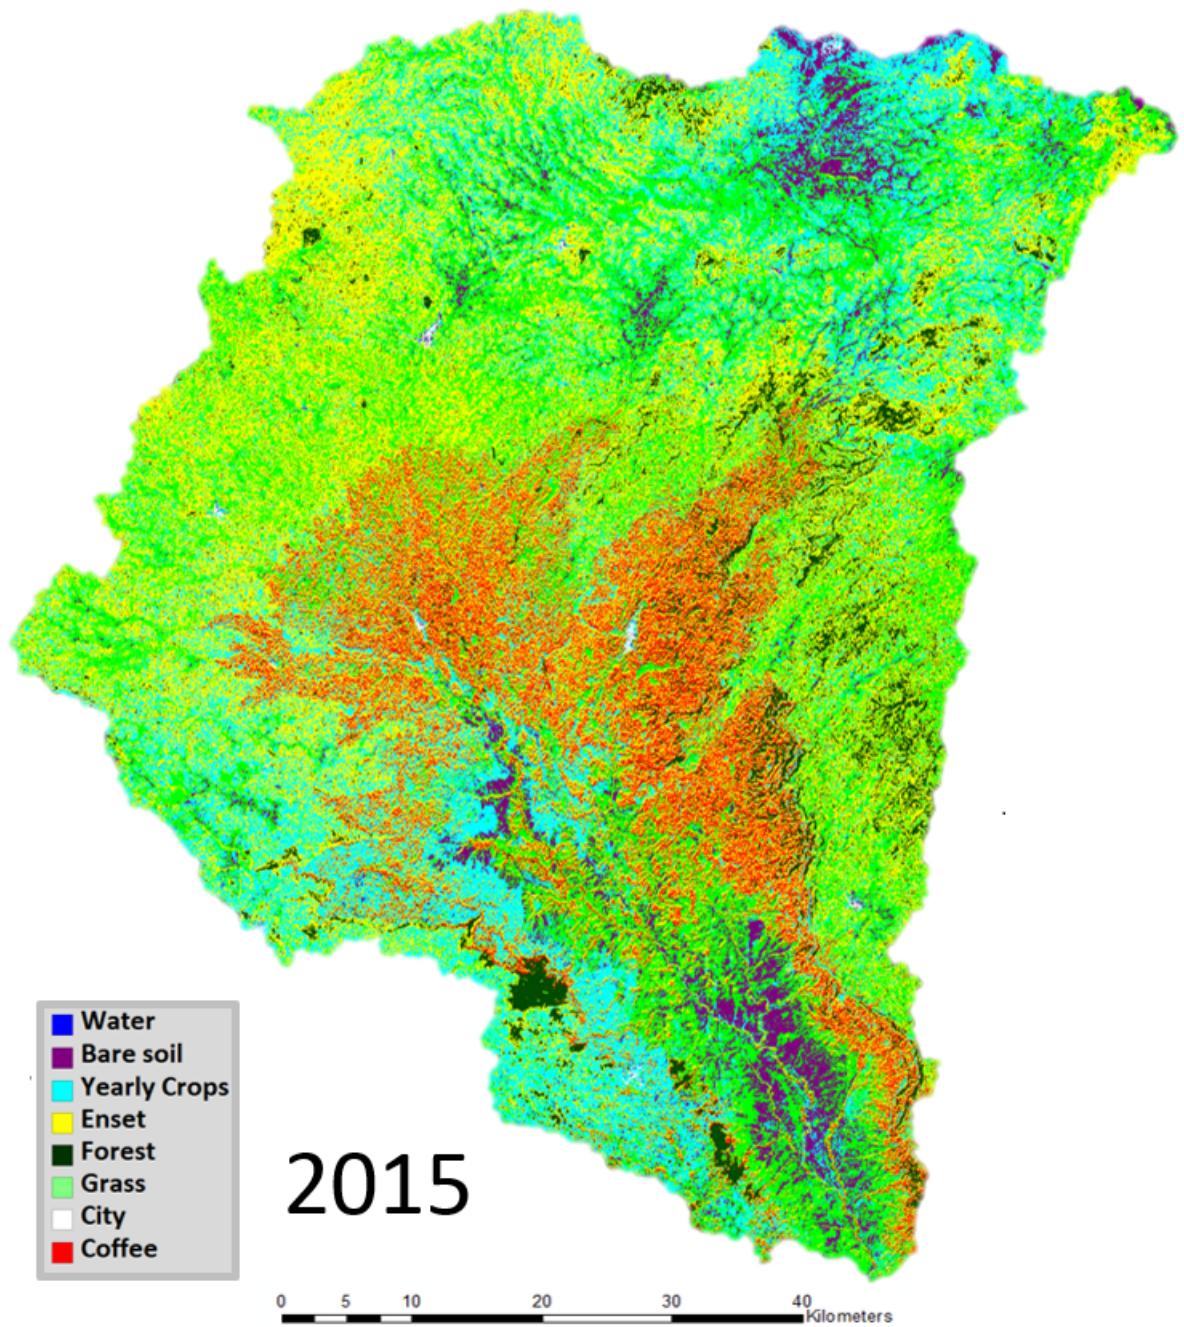 Water
Bare soil
Yearly Crops
Enset
Forest
Grass
City
Coffee
2015
0 5 10 20 30 40
Kilometers